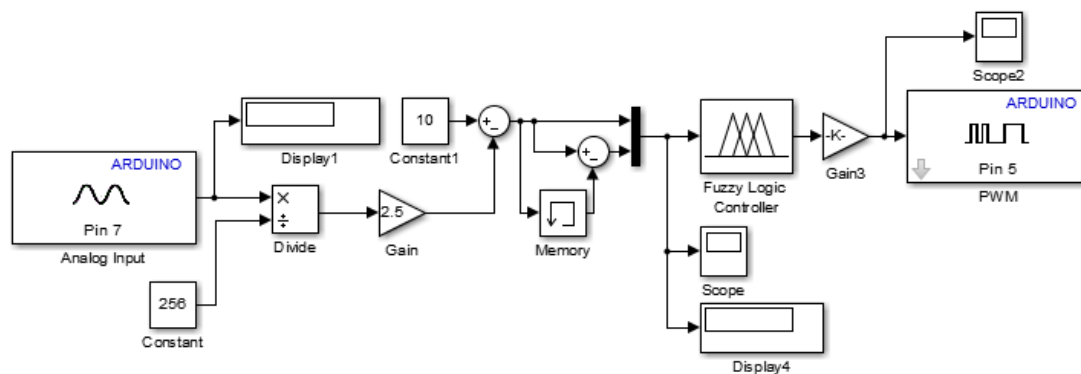 ARDUINO
Pin 7
Analog Input
256
Constant
Display1
×
÷
Divide
2.5
Gain
10
Constant1
+
−
+
−
Memory
Fuzzy Logic
Controller
-K-
Gain3
Scope2
ARDUINO
Pin 5
PWM
Scope
Display4